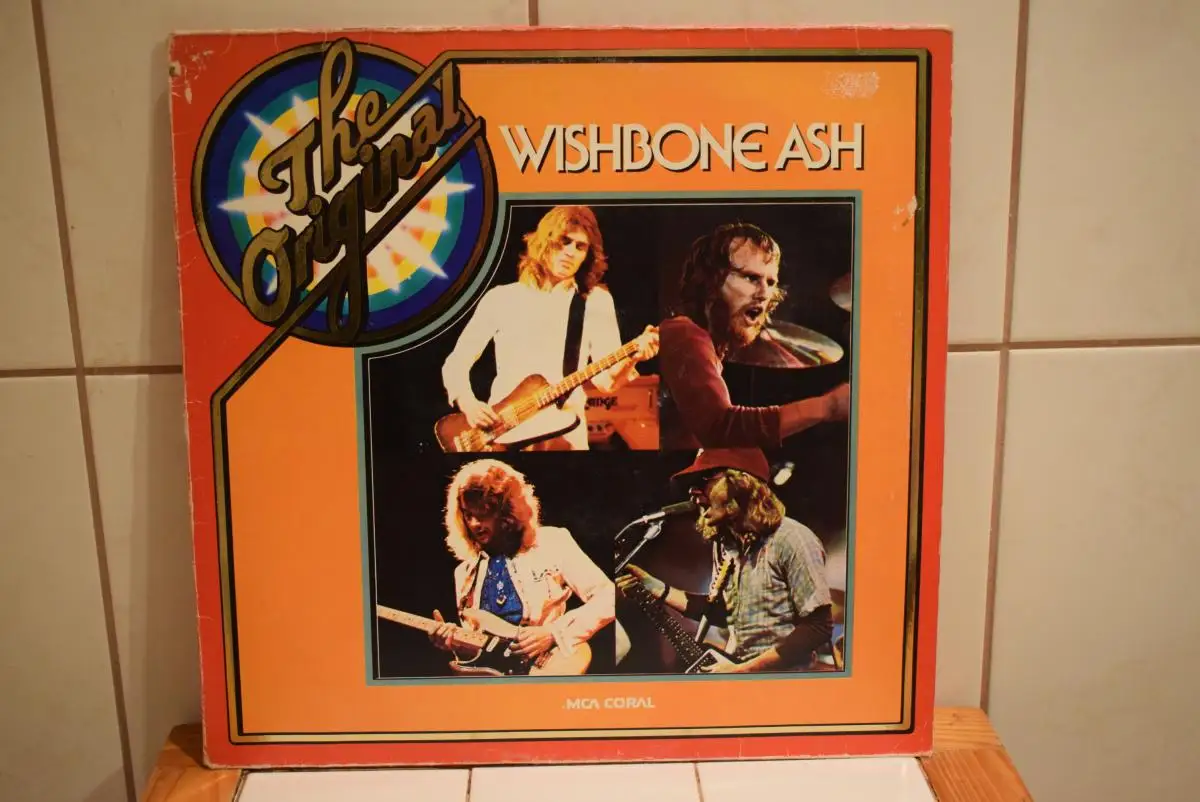 The
Original
WISHBONE ASH
MCA CORAL